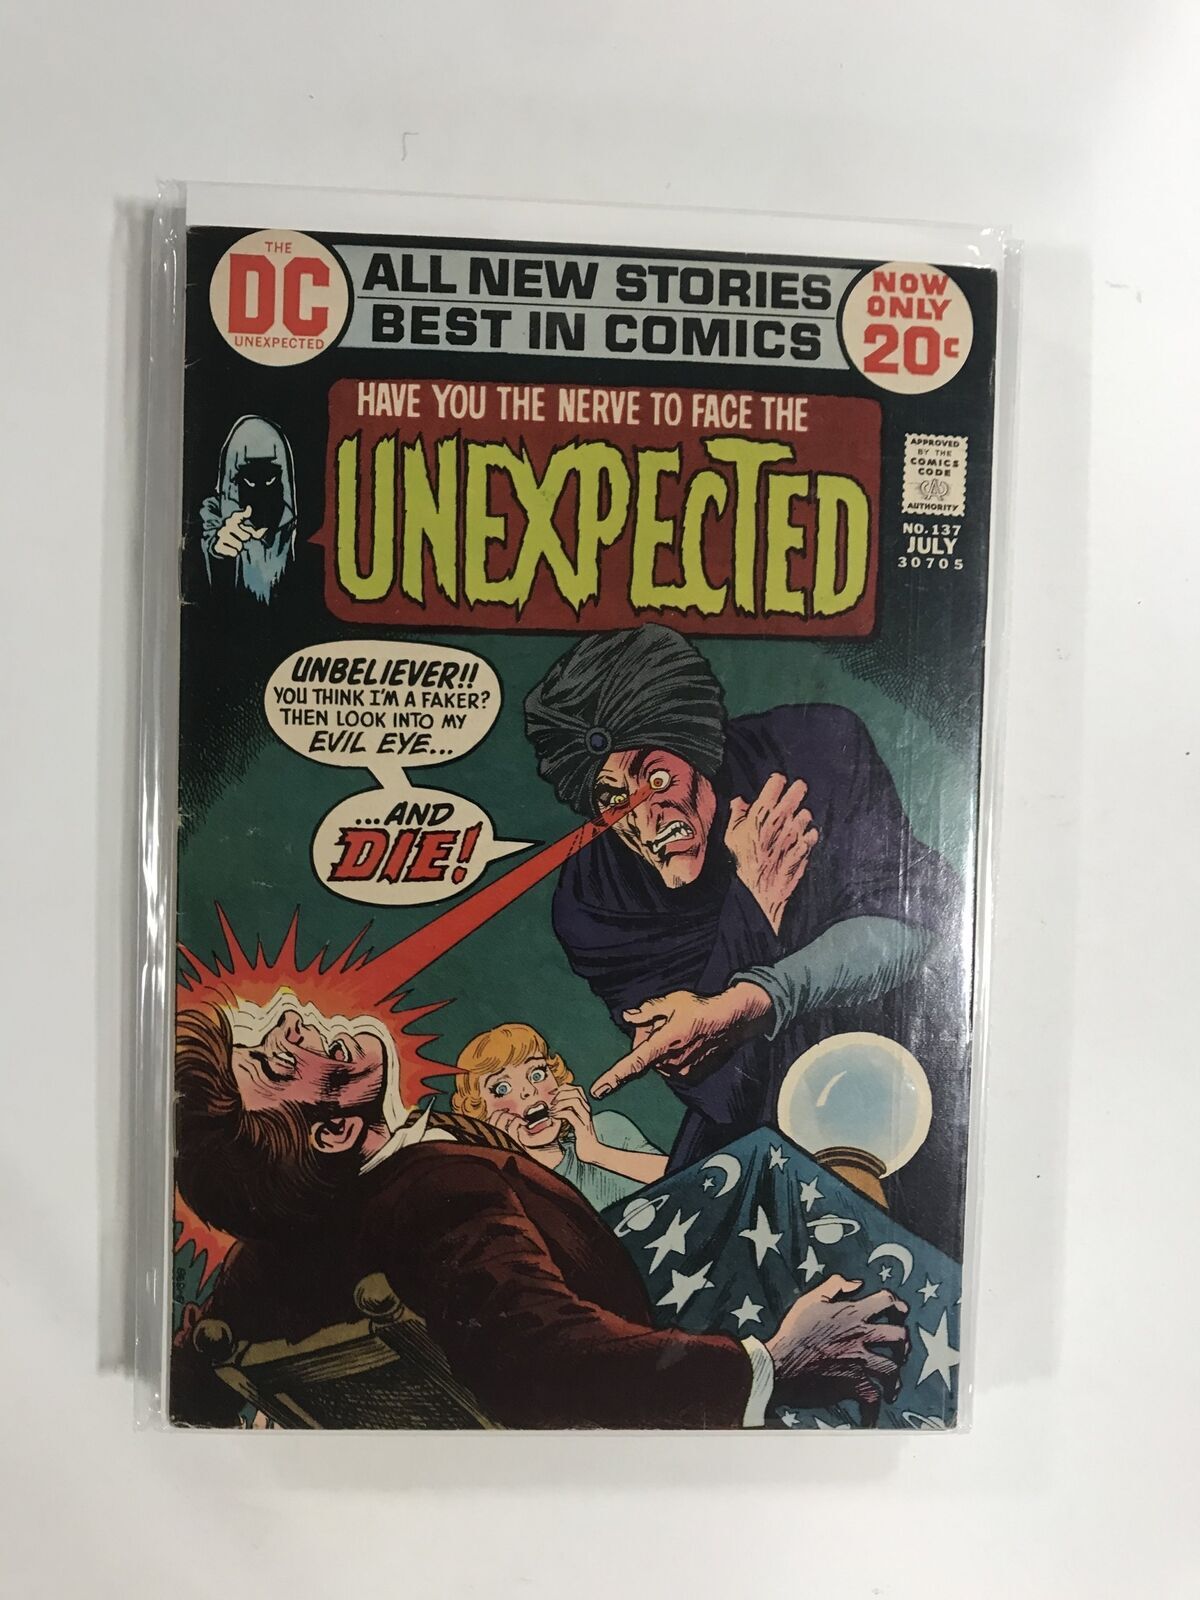 THE
DC
UNEXPECTED
ALL NEW STORIES
BEST IN COMICS
NOW
ONLY
20¢
HAVE YOU THE NERVE TO FACE THE
UNEXPECTED
APPROVED
BY THE
COMICS
CODE
AUTHORITY
NO. 137
JULY
30705
UNBELIEVER!!
YOU THINK I'M A FAKER?
THEN LOOK INTO MY
EVIL EYE...
...AND
DIE!